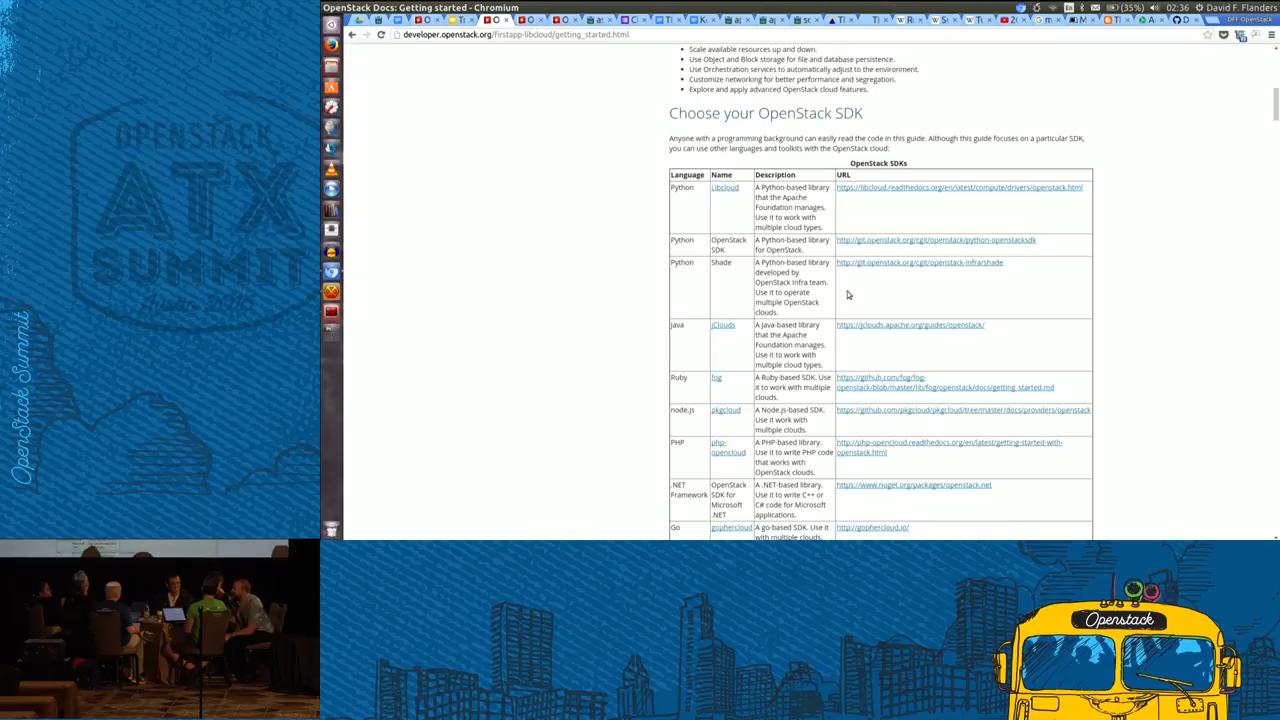 OpenStack Docs: Getting started - Chromium
(35%)
02:36
David F. Flanders
DFF-OpenStack
developer.openstack.org/firstapp-libcloud/getting_started.html
Scale available resources up and down.
Use Object and Block storage for file and database persistence.
Use Orchestration services to automatically adjust to the environment.
Customize networking for better performance and segregation.
Explore and apply advanced OpenStack cloud features.
Choose your OpenStack SDK
Anyone with a programming background can easily read the code in this guide. Although this guide focuses on a particular SDK,
you can use other languages and toolkits with the OpenStack cloud:
OpenStack SDKs
Language Name Description URL
Python Libcloud A Python-based library https://libcloud.readthedocs.org/en/latest/compute/drivers/openstack.html
that the Apache
Foundation manages.
Use it to work with
multiple cloud types.
Python OpenStack A Python-based library http://git.openstack.org/cgit/openstack/python-openstacksdk
SDK for OpenStack.
Python Shade A Python-based library http://git.openstack.org/cgit/openstack-infra/shade
developed by
OpenStack Infra team.
Use it to operate
multiple OpenStack
clouds.
Java jClouds A Java-based library https://jclouds.apache.org/guides/openstack/
that the Apache
Foundation manages.
Use it to work with
multiple cloud types.
Ruby fog A Ruby-based SDK. Use https://github.com/fog/fog-
it to work with multiple openstack/blob/master/lib/fog/openstack/docs/getting_started.md
clouds.
node.js pkgcloud A Node.js-based SDK. https://github.com/pkgcloud/pkgcloud/tree/master/docs/providers/openstack
Use it to work with
multiple clouds.
PHP php- A PHP-based library. http://php-opencloud.readthedocs.org/en/latest/getting-started-with-
opencloud Use it to write PHP code openstack.html
that works with
OpenStack clouds.
.NET OpenStack A .NET-based library. https://www.nuget.org/packages/openstack.net
Framework SDK for Use it to write C++ or
Microsoft C# code for Microsoft
.NET applications.
Go gophercloud A go-based SDK. Use it http://gophercloud.io/
with multiple clouds.
OpenStack Summit
Openstack